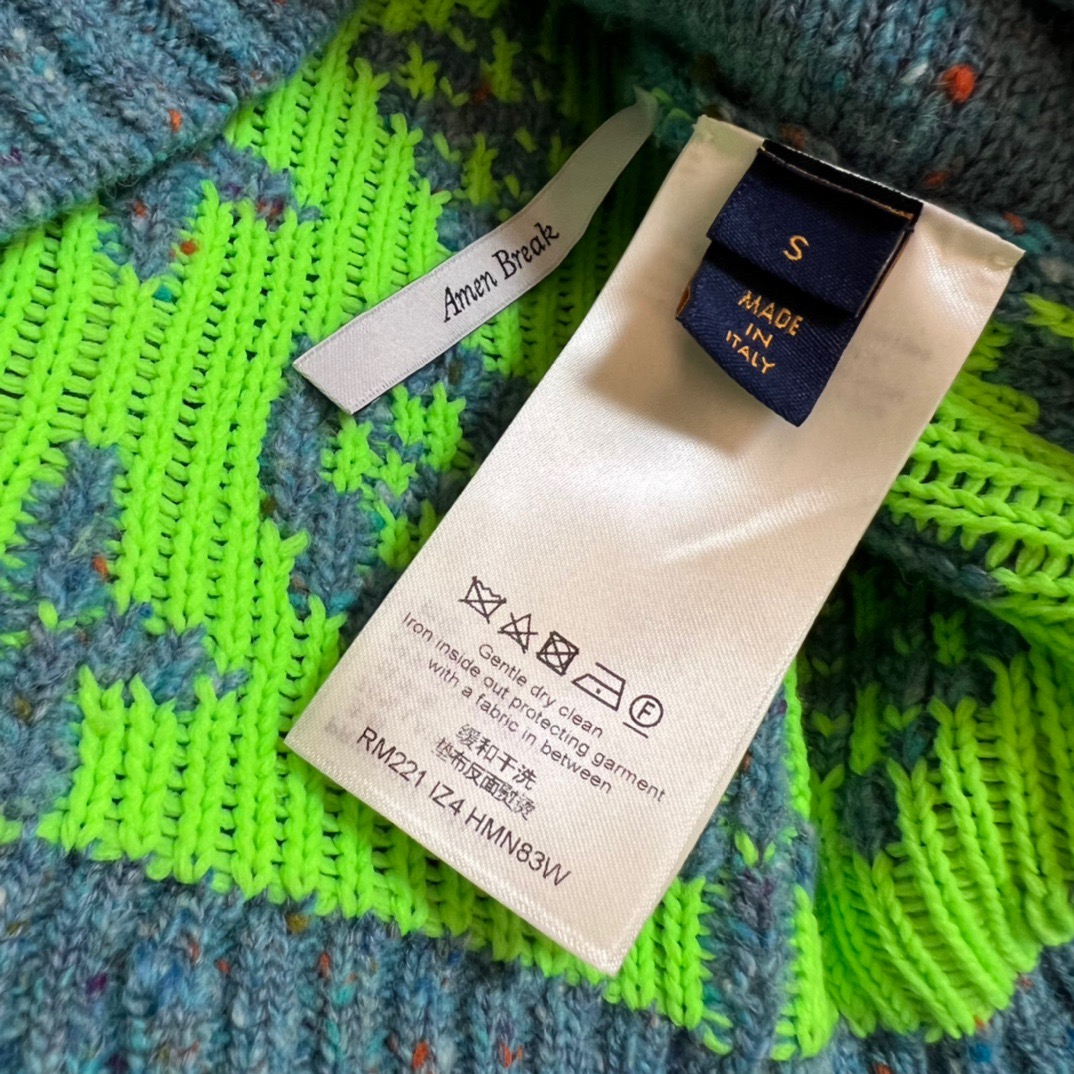 Amen Break
S
MADE
IN
ITALY
F
Gentle dry clean
Iron inside out protecting garment
with a fabric in between
缓和干洗
垫布反面熨烫
RM221 IZ4 HMN83W